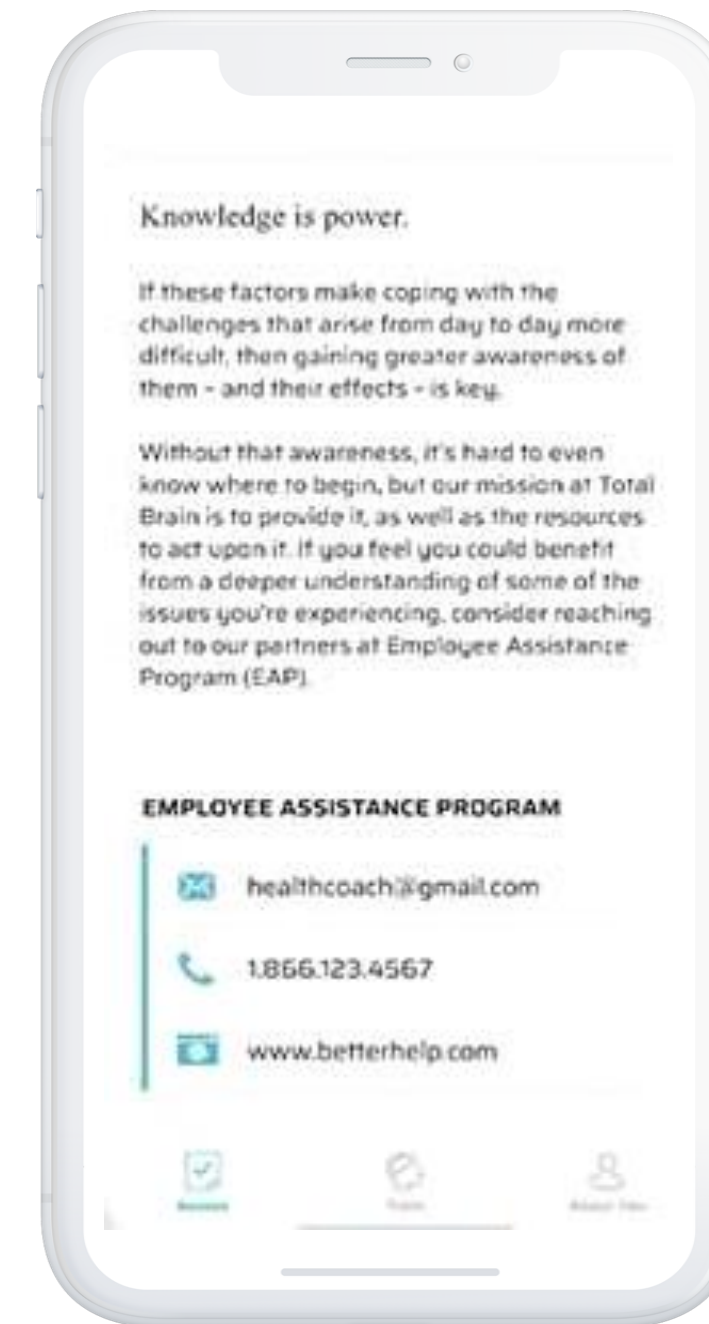 Knowledge is power.
If these factors make coping with the
challenges that arise from day to day more
difficult, then gaining greater awareness of
them - and their effects - is key.
Without that awareness, it's hard to even
know where to begin, but our mission at Total
Brain is to provide it, as well as the resources
to act upon it. If you feel you could benefit
from a deeper understanding of some of the
issues you're experiencing, consider reaching
out to our partners at Employee Assistance
Program (EAP).
EMPLOYEE ASSISTANCE PROGRAM
healthcoach@gmail.com
1.866.123.4567
www.betterhelp.com